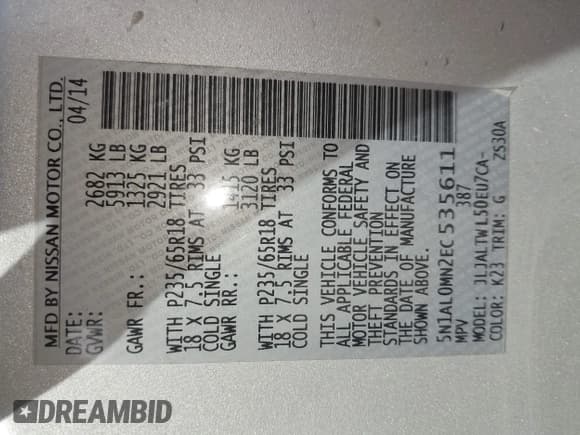 MFD BY NISSAN MOTOR CO., LTD.
DATE: 04/14
GVWR: 2682 KG
5913 LB
GAWR FR.: 1325 KG
2921 LB
WITH P235/65R18 TIRES
18 X 7.5 RIMS AT 33 PSI
COLD SINGLE
GAWR RR.: 1415 KG
3120 LB
WITH P235/65R18 TIRES
18 X 7.5 RIMS AT 33 PSI
COLD SINGLE
THIS VEHICLE CONFORMS TO
ALL APPLICABLE FEDERAL
MOTOR VEHICLE SAFETY AND
THEFT PREVENTION
STANDARDS IN EFFECT ON
THE DATE OF MANUFACTURE
SHOWN ABOVE.
5N1AL0MN2EC535611
MPV 387
MODEL: JLJALTWL50EU7CA-
COLOR: K23 TRIM: G ZS30A
DREAMBID